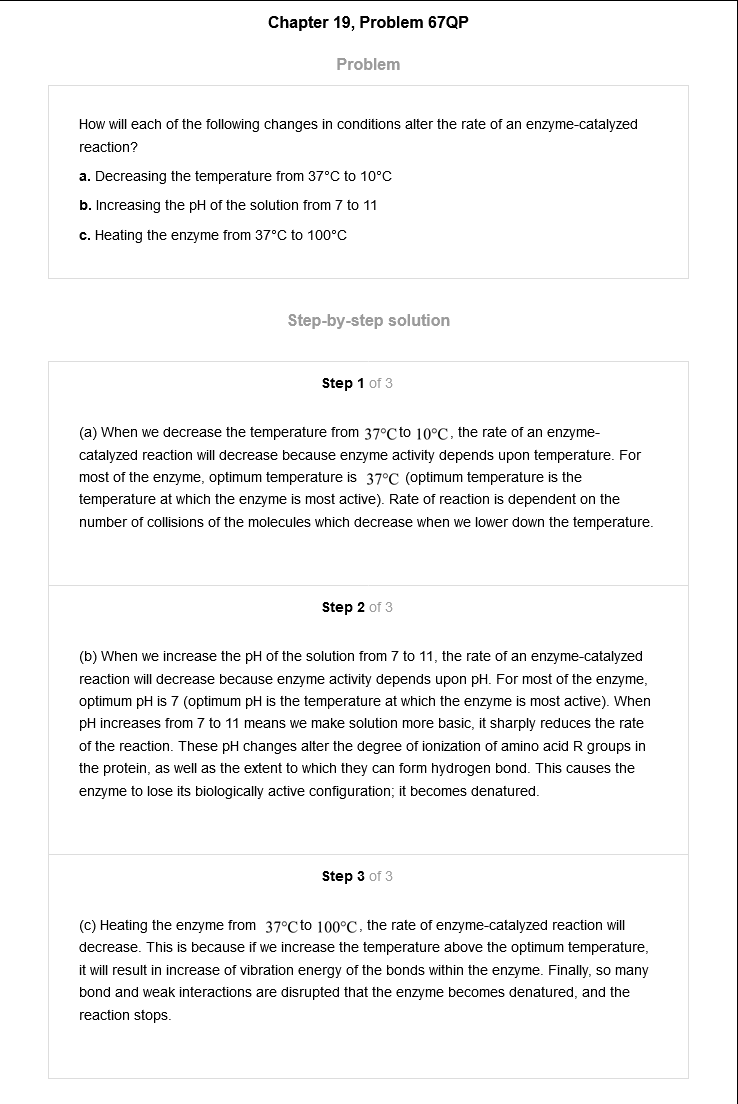 Chapter 19, Problem 67QP
Problem
How will each of the following changes in conditions alter the rate of an enzyme-catalyzed
reaction?
a. Decreasing the temperature from 37°C to 10°C
b. Increasing the pH of the solution from 7 to 11
c. Heating the enzyme from 37°C to 100°C
Step-by-step solution
Step 1 of 3
(a) When we decrease the temperature from 37°C to 10°C, the rate of an enzyme-
catalyzed reaction will decrease because enzyme activity depends upon temperature. For
most of the enzyme, optimum temperature is 37°C (optimum temperature is the
temperature at which the enzyme is most active). Rate of reaction is dependent on the
number of collisions of the molecules which decrease when we lower down the temperature.
Step 2 of 3
(b) When we increase the pH of the solution from 7 to 11, the rate of an enzyme-catalyzed
reaction will decrease because enzyme activity depends upon pH. For most of the enzyme,
optimum pH is 7 (optimum pH is the temperature at which the enzyme is most active). When
pH increases from 7 to 11 means we make solution more basic, it sharply reduces the rate
of the reaction. These pH changes alter the degree of ionization of amino acid R groups in
the protein, as well as the extent to which they can form hydrogen bond. This causes the
enzyme to lose its biologically active configuration; it becomes denatured.
Step 3 of 3
(c) Heating the enzyme from 37°C to 100°C, the rate of enzyme-catalyzed reaction will
decrease. This is because if we increase the temperature above the optimum temperature,
it will result in increase of vibration energy of the bonds within the enzyme. Finally, so many
bond and weak interactions are disrupted that the enzyme becomes denatured, and the
reaction stops.